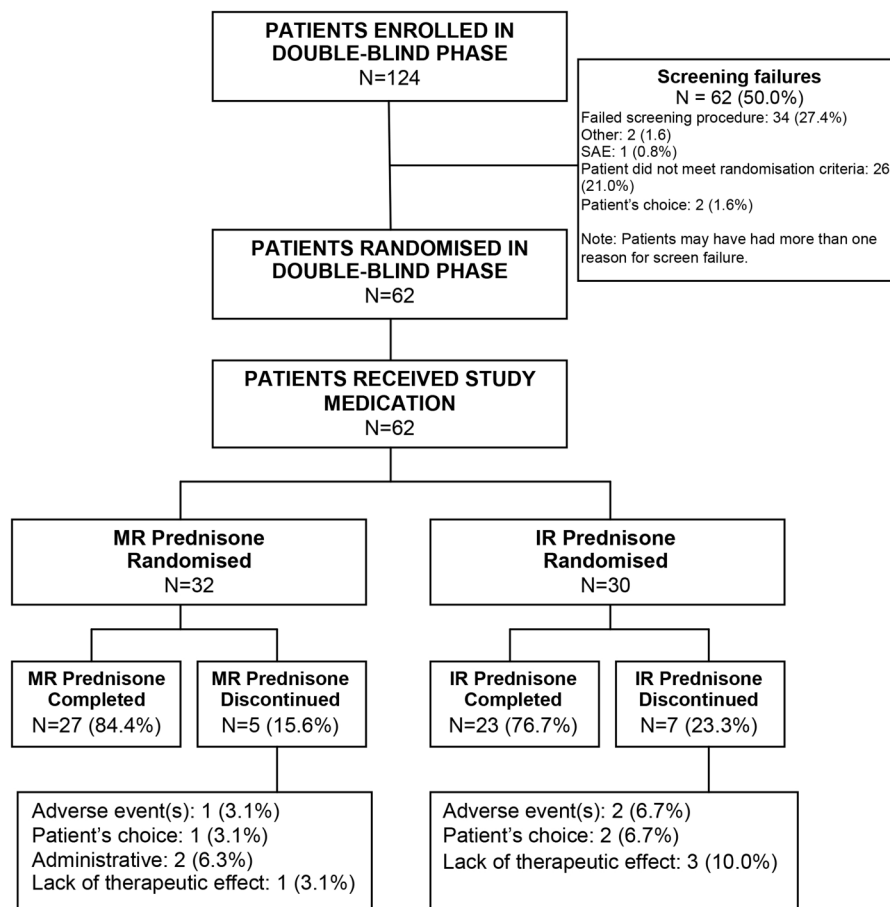 PATIENTS ENROLLED IN
DOUBLE-BLIND PHASE
N=124
Screening failures
N = 62 (50.0%)
Failed screening procedure: 34 (27.4%)
Other: 2 (1.6)
SAE: 1 (0.8%)
Patient did not meet randomisation criteria: 26
(21.0%)
Patient's choice: 2 (1.6%)
Note: Patients may have had more than one
reason for screen failure.
PATIENTS RANDOMISED IN
DOUBLE-BLIND PHASE
N=62
PATIENTS RECEIVED STUDY
MEDICATION
N=62
MR Prednisone
Randomised
N=32
IR Prednisone
Randomised
N=30
MR Prednisone
Completed
N=27 (84.4%)
MR Prednisone
Discontinued
N=5 (15.6%)
IR Prednisone
Completed
N=23 (76.7%)
IR Prednisone
Discontinued
N=7 (23.3%)
Adverse event(s): 1 (3.1%)
Patient's choice: 1 (3.1%)
Administrative: 2 (6.3%)
Lack of therapeutic effect: 1 (3.1%)
Adverse event(s): 2 (6.7%)
Patient's choice: 2 (6.7%)
Lack of therapeutic effect: 3 (10.0%)